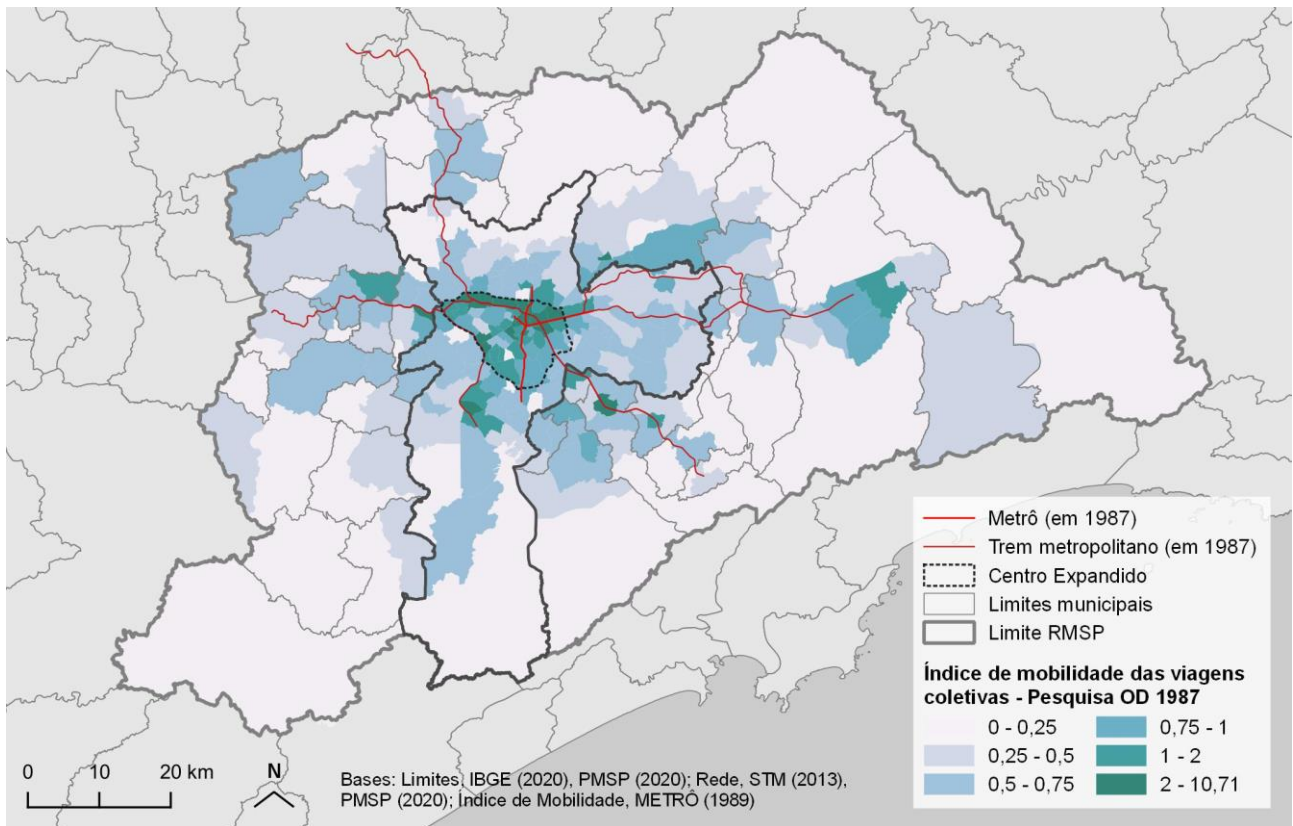 Metrô (em 1987)
Trem metropolitano (em 1987)
Centro Expandido
Limites municipais
Limite RMSP
Índice de mobilidade das viagens
coletivas - Pesquisa OD 1987
0 - 0,25
0,25 - 0,5
0,5 - 0,75
0,75 - 1
1 - 2
2 - 10,71
0 10 20 km
N
Bases: Limites, IBGE (2020), PMSP (2020); Rede, STM (2013),
PMSP (2020); Índice de Mobilidade, METRÔ (1989)